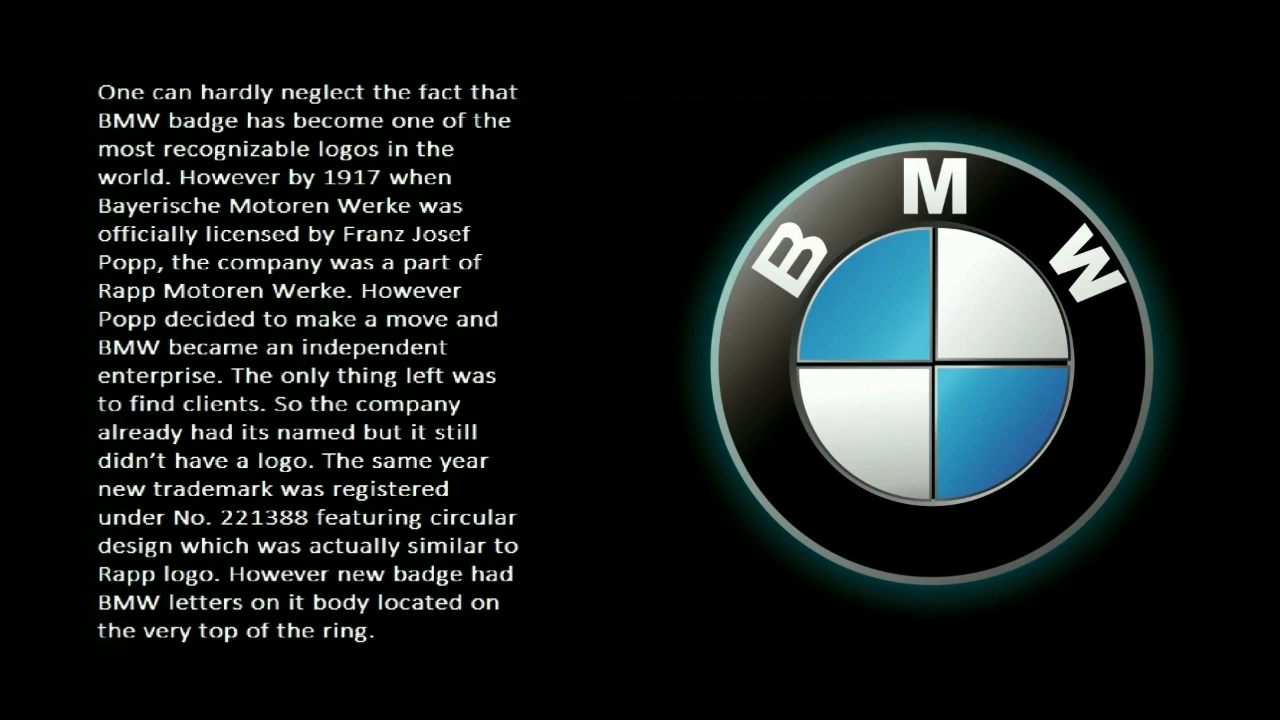 One can hardly neglect the fact that
BMW badge has become one of the
most recognizable logos in the
world. However by 1917 when
Bayerische Motoren Werke was
officially licensed by Franz Josef
Popp, the company was a part of
Rapp Motoren Werke. However
Popp decided to make a move and
BMW became an independent
enterprise. The only thing left was
to find clients. So the company
already had its named but it still
didn’t have a logo. The same year
new trademark was registered
under No. 221388 featuring circular
design which was actually similar to
Rapp logo. However new badge had
BMW letters on it body located on
the very top of the ring.
BMW